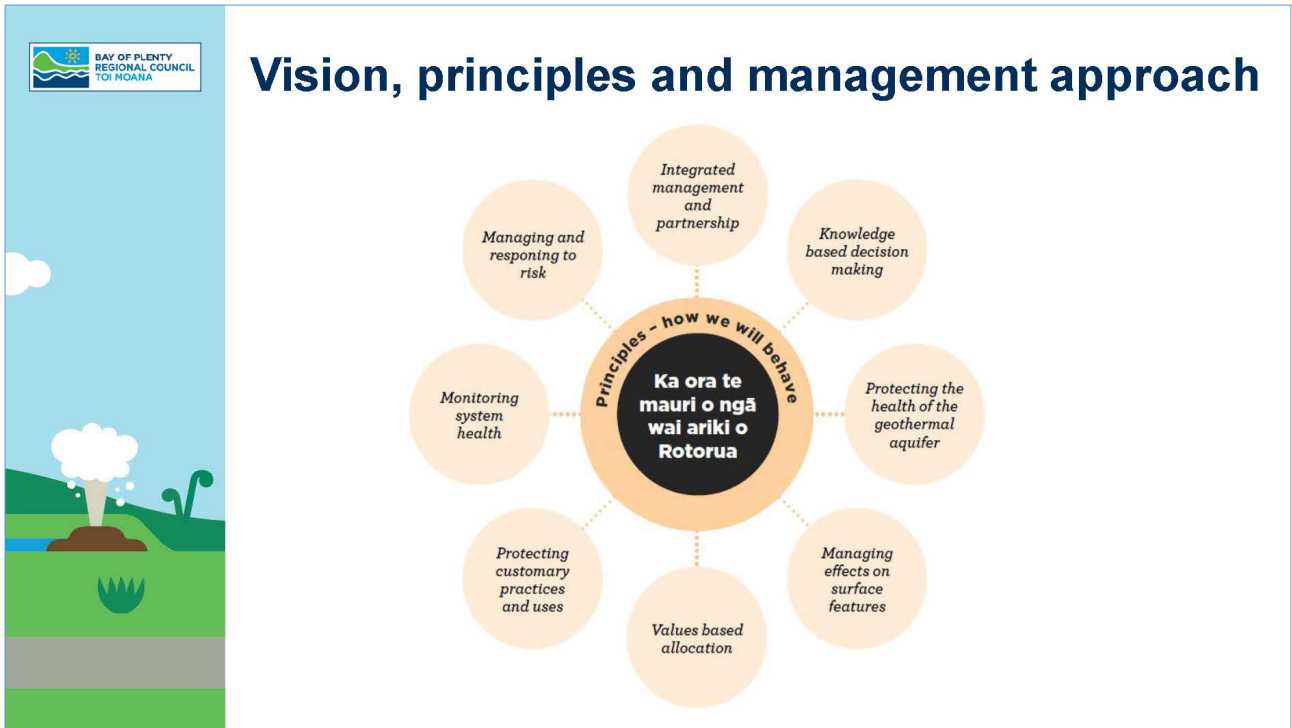 BAY OF PLENTY
REGIONAL COUNCIL
TOI MOANA
Vision, principles and management approach
Integrated
management
and
partnership
Knowledge
based decision
making
Protecting the
health of the
geothermal
aquifer
Managing
effects on
surface
features
Values based
allocation
Protecting
customary
practices
and uses
Monitoring
system
health
Managing and
responing to
risk
Principles – how we will behave
Ka ora te
mauri o ngā
wai ariki o
Rotorua